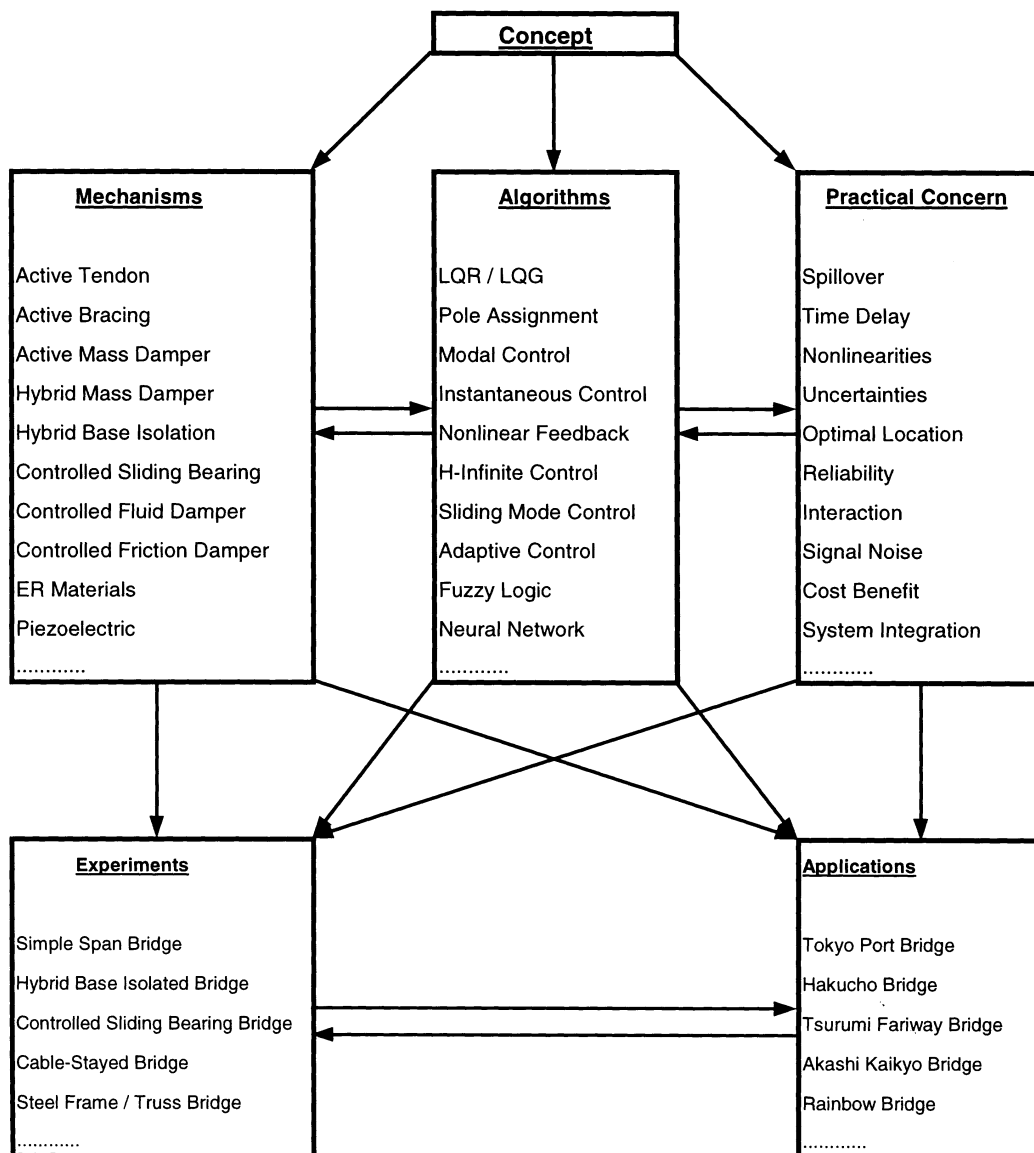 Concept
Mechanisms
Active Tendon
Active Bracing
Active Mass Damper
Hybrid Mass Damper
Hybrid Base Isolation
Controlled Sliding Bearing
Controlled Fluid Damper
Controlled Friction Damper
ER Materials
Piezoelectric
............
Algorithms
LQR / LQG
Pole Assignment
Modal Control
Instantaneous Control
Nonlinear Feedback
H-Infinite Control
Sliding Mode Control
Adaptive Control
Fuzzy Logic
Neural Network
............
Practical Concern
Spillover
Time Delay
Nonlinearities
Uncertainties
Optimal Location
Reliability
Interaction
Signal Noise
Cost Benefit
System Integration
............
Experiments
Simple Span Bridge
Hybrid Base Isolated Bridge
Controlled Sliding Bearing Bridge
Cable-Stayed Bridge
Steel Frame / Truss Bridge
............
Applications
Tokyo Port Bridge
Hakucho Bridge
Tsurumi Fariway Bridge
Akashi Kaikyo Bridge
Rainbow Bridge
............